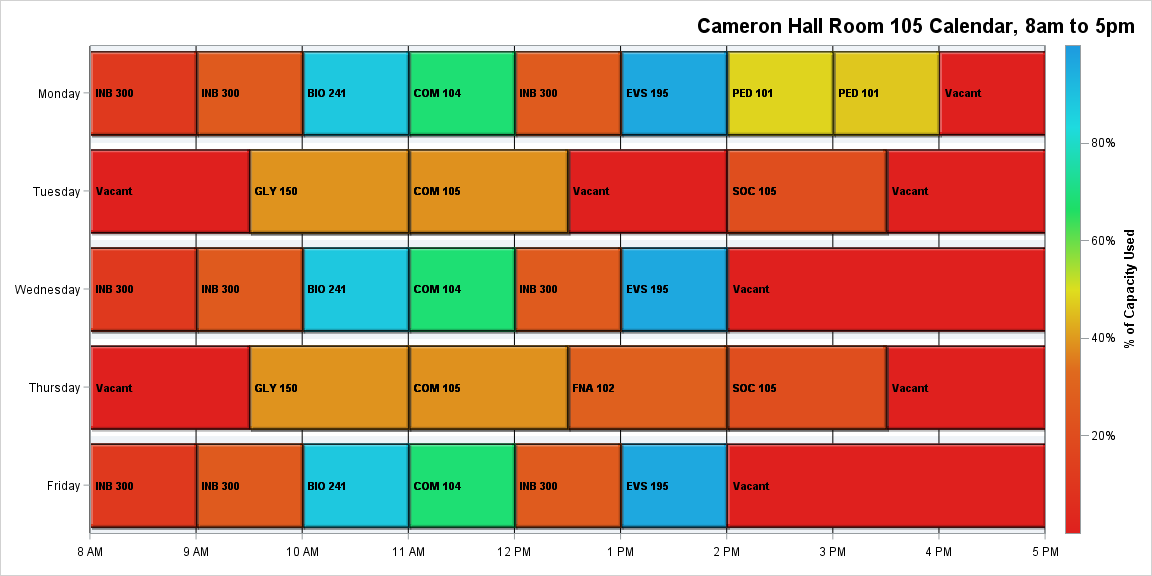 Cameron Hall Room 105 Calendar, 8am to 5pm
Monday INB 300 INB 300 BIO 241 COM 104 INB 300 EVS 195 PED 101 PED 101 Vacant
Tuesday Vacant GLY 150 COM 105 Vacant SOC 105 Vacant
Wednesday INB 300 INB 300 BIO 241 COM 104 INB 300 EVS 195 Vacant
Thursday Vacant GLY 150 COM 105 FNA 102 SOC 105 Vacant
Friday INB 300 INB 300 BIO 241 COM 104 INB 300 EVS 195 Vacant
8 AM 9 AM 10 AM 11 AM 12 PM 1 PM 2 PM 3 PM 4 PM 5 PM
80%
60%
40%
20%
% of Capacity Used